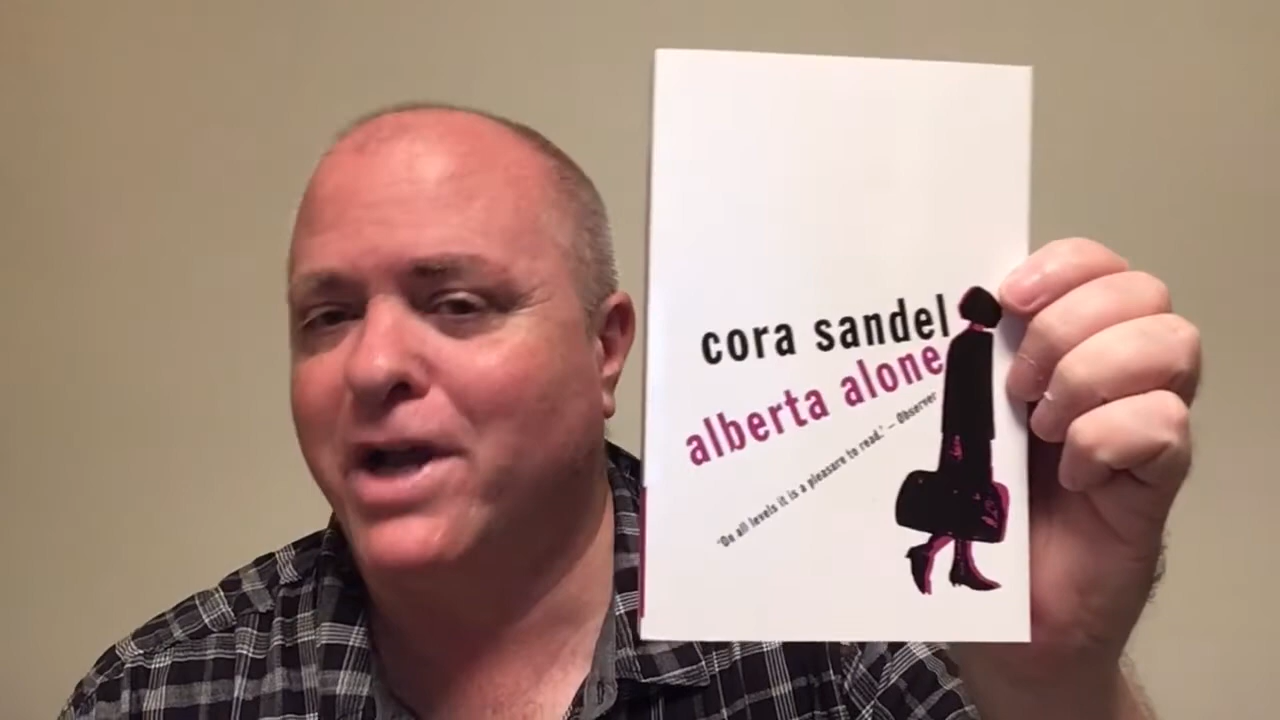 cora sandel
alberta alone
'On all levels it is a pleasure to read.' – Observer